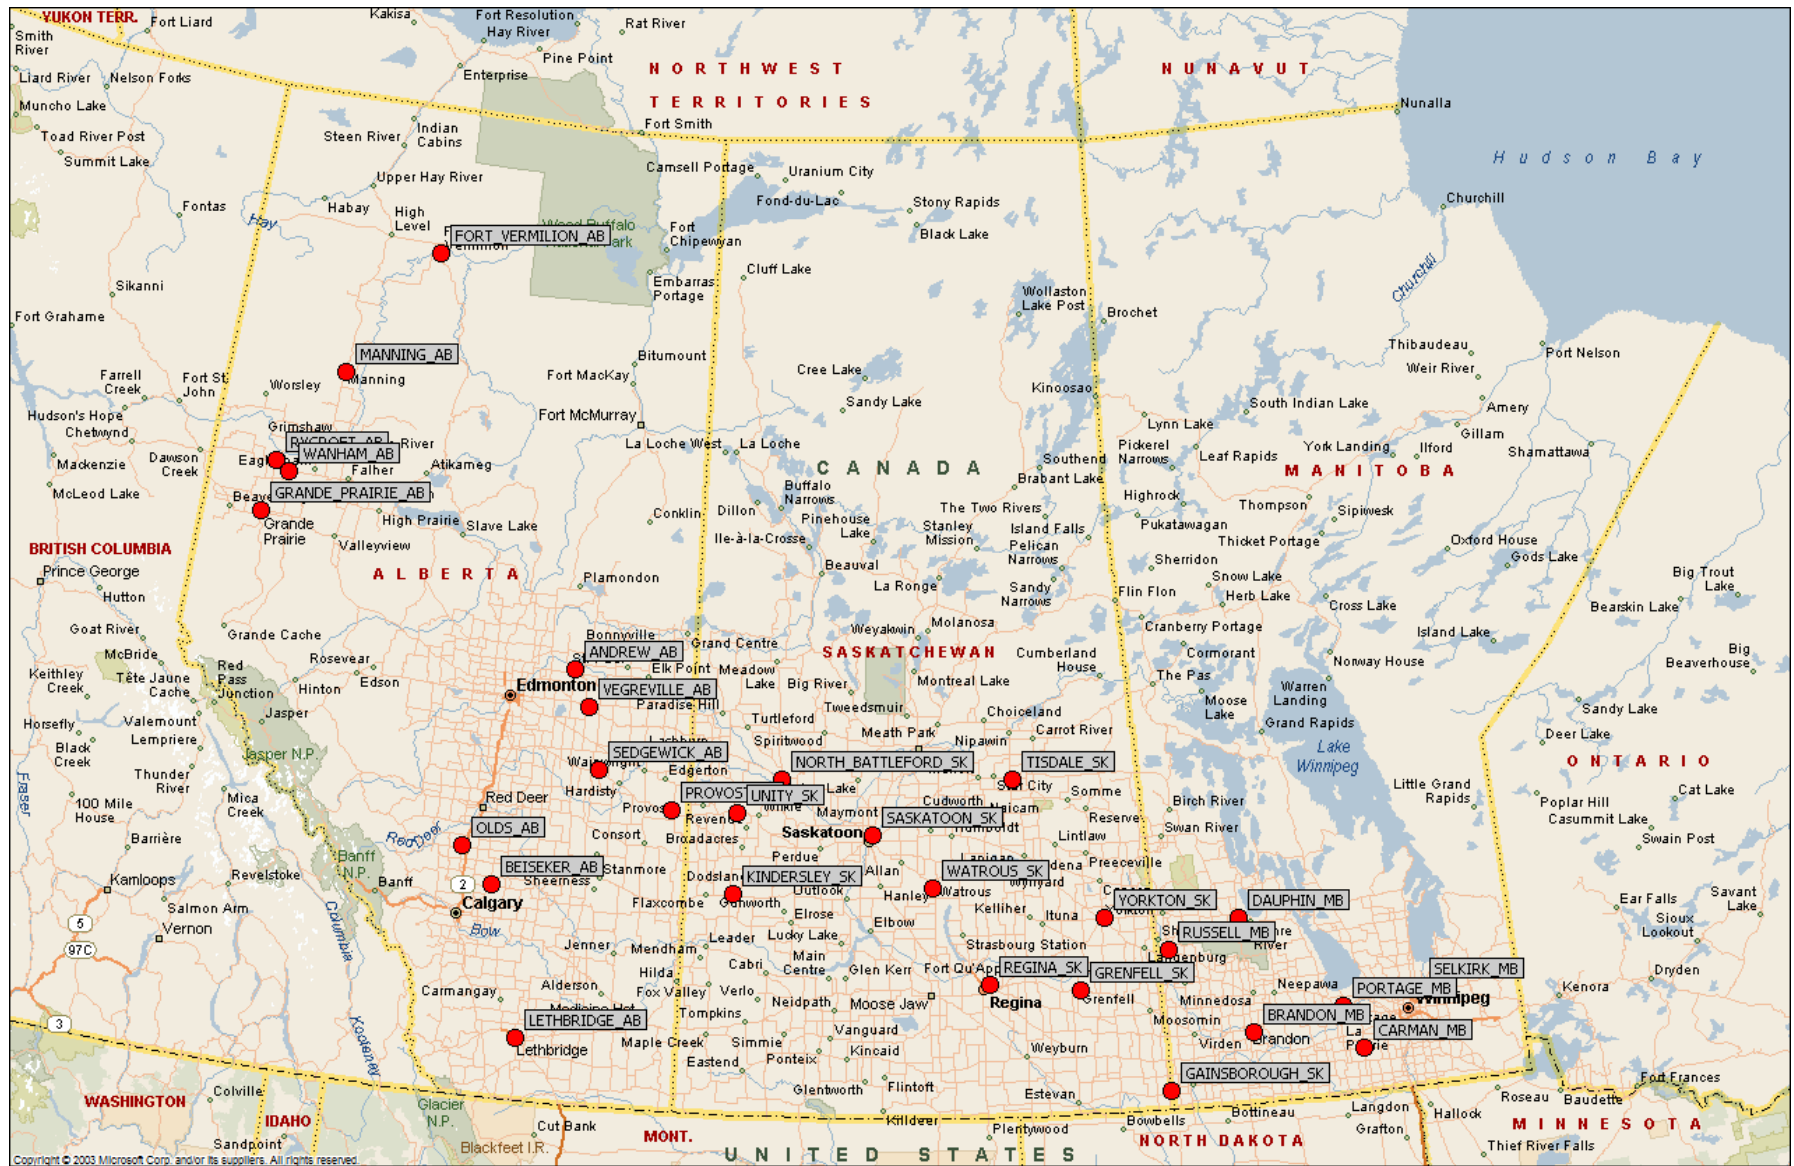 YUKON TERR.
Fort Liard
Kakisa
Fort Resolution
Hay River
Rat River
Smith
River
Pine Point
Liard River
Nelson Forks
Enterprise
NORTHWEST
TERRITORIES
NUNAVUT
Muncho Lake
Nunalla
Toad River Post
Steen River
Indian
Cabins
Fort Smith
Summit Lake
Camsell Portage
Uranium City
Hudson Bay
Upper Hay River
Fond-du-Lac
Stony Rapids
Churchill
Fontas
Habay
High
Level
Hay
FORT_VERMILION_AB
Fort
Chipewyan
Black Lake
Cluff Lake
Embarras
Portage
Churchill
Sikanni
Wollaston
Lake Post
Brochet
Fort Grahame
MANNING_AB
Manning
Bitumount
Thibaudeau
Port Nelson
Weir River
Farrell
Creek
Fort St.
John
Worsley
Fort MacKay
Cree Lake
Kinoosao
Sandy Lake
South Indian Lake
Amery
Hudson's Hope
Chetwynd
Fort McMurray
Lynn Lake
Gillam
Grimshaw
RYCROFT_AB
River
WANHAM_AB
La Loche West
La Loche
Pickerel
Narrows
York Landing
Ilford
Shamattawa
Mackenzie
Dawson
Creek
Falher
Atikameg
CANADA
Southend
Leaf Rapids
MANITOBA
McLeod Lake
GRANDE_PRAIRIE_AB
Buffalo
Narrows
Brabant Lake
Highrock
Thompson
Sipiwesk
Grande
Prairie
High Prairie
Slave Lake
Conklin
Dillon
Pinehouse
Lake
The Two Rivers
Stanley
Mission
Island Falls
Pukatawagan
Thicket Portage
Oxford House
Gods Lake
Valleyview
Ile-à-la-Crosse
Pelican
Narrows
BRITISH COLUMBIA
Prince George
Hutton
ALBERTA
Plamondon
Beauval
La Ronge
Sandy
Narrows
Sherridon
Snow Lake
Flin Flon
Herb Lake
Cross Lake
Big Trout
Lake
Bearskin Lake
Goat River
Grande Cache
Bonnyville
Grand Centre
Weyakwin
Molanosa
Cranberry Portage
Island Lake
McBride
ANDREW_AB
SASKATCHEWAN
Cumberland
House
Cormorant
Norway House
Big
Beaverhouse
Keithley
Creek
Tête Jaune
Cache
Red
Pass
Junction
Rosevear
Hinton
Edson
Elk Point
Meadow
Lake
Big River
Montreal Lake
The Pas
Moose
Lake
Warren
Landing
Edmonton
VEGREVILLE_AB
Paradise Hill
Turtleford
Tweedsmuir
Choiceland
Grand Rapids
Sandy Lake
Horsefly
Valemount
Jasper
Lempriere
Black
Creek
Jasper N.P.
SEDGEWICK_AB
Spiritwood
Meath Park
Nipawin
Carrot River
Lake
Winnipeg
Deer Lake
Thunder
River
Edgerton
NORTH_BATTLEFORD_SK
TISDALE_SK
ONTARIO
Fraser
100 Mile
House
Mica
Creek
Red Deer
Hardisty
PROVOST
UNITY_SK
Lake
Cudworth
Naicam
Somme
Birch River
Little Grand
Rapids
Poplar Hill
Casummit Lake
Cat Lake
Barrière
Red Deer
OLDS_AB
Consort
Broadacres
Maymont
Saskatoon
SASKATOON_SK
Lintlaw
Reserve
Swan River
Swain Post
Banff
N.P.
BEISEKER_AB
Stanmore
Perdue
Allan
Preeceville
Kamloops
Revelstoke
Banff
2
Sheerness
KINDERSLEY_SK
Outlook
WATROUS_SK
Watrous
Hanley
Salmon Arm
Calgary
Flaxcombe
Elrose
Elbow
Kelliher
Ituna
YORKTON_SK
DAUPHIN_MB
Ear Falls
Savant
Lake
5
Vernon
Columbia
Bow
Sioux
Lookout
97C
Jenner
Mendham
Leader
Lucky Lake
Strasbourg Station
RUSSELL_MB
River
Langenburg
Hilda
Cabri
Main
Centre
Glen Kerr
REGINA_SK
GRENFELL_SK
SELKIRK_MB
Dryden
Carmangay
Alderson
Fox Valley
Verlo
Neidpath
Moose Jaw
Regina
Grenfell
Minnedosa
Neepawa
PORTAGE_MB
Winnipeg
Kenora
3
LETHBRIDGE_AB
Tompkins
Moosomin
BRANDON_MB
Brandon
CARMAN_MB
Lethbridge
Maple Creek
Simmie
Vanguard
Kincaid
Weyburn
Virden
La
Kootenay
Eastend
Ponteix
GAINSBOROUGH_SK
Colville
Glentworth
Flintoft
Estevan
Fort Frances
WASHINGTON
IDAHO
Glacier
N.P.
Cut Bank
Killdeer
Bowbells
Bottineau
Langdon
Hallock
Roseau
Baudette
Sandpoint
Blackfeet I.R.
MONT.
Plentywood
NORTH DAKOTA
Grafton
MINNESOTA
Thief River Falls
UNITED STATES
Copyright © 2003 Microsoft Corp. and/or its suppliers. All rights reserved.